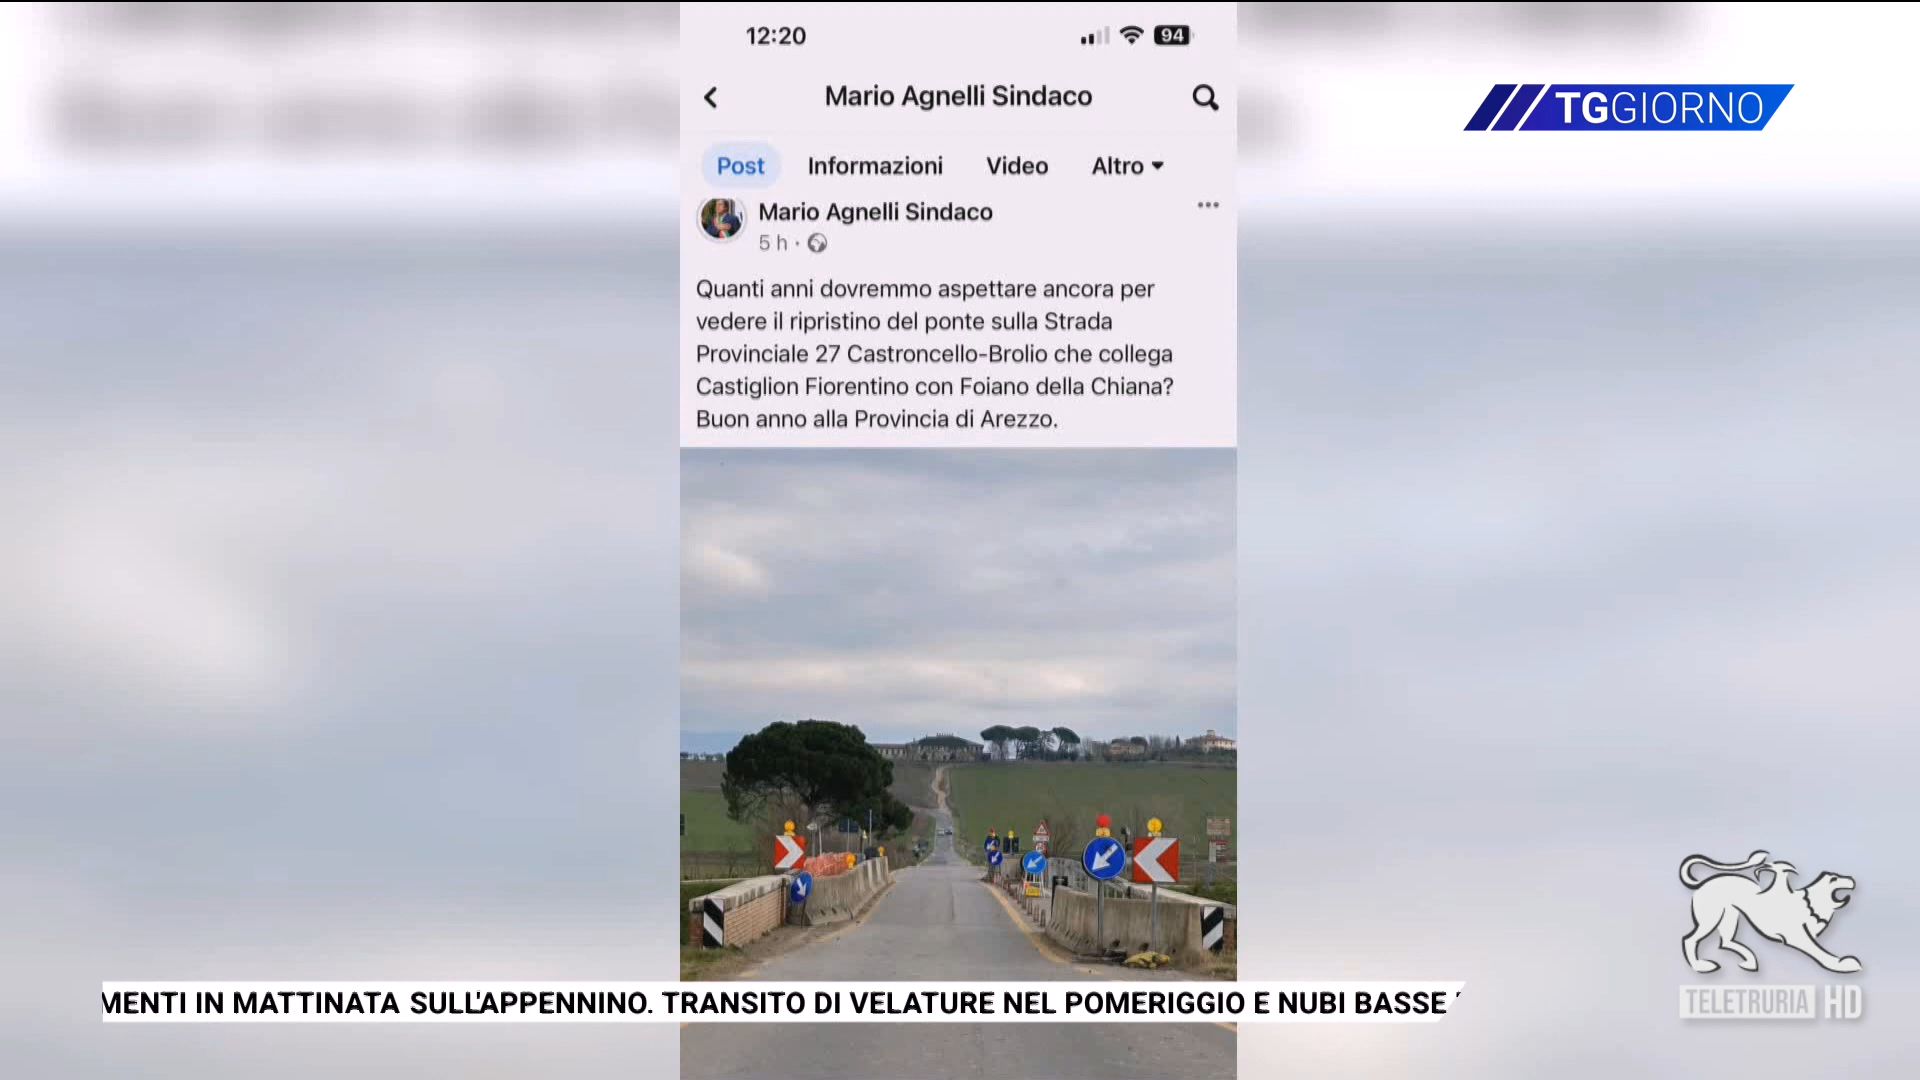 12:20
94
Mario Agnelli Sindaco
TGGIORNO
Post Informazioni Video Altro
Mario Agnelli Sindaco
5 h
Quanti anni dovremmo aspettare ancora per
vedere il ripristino del ponte sulla Strada
Provinciale 27 Castroncello-Brolio che collega
Castiglion Fiorentino con Foiano della Chiana?
Buon anno alla Provincia di Arezzo.
MENTI IN MATTINATA SULL'APPENNINO. TRANSITO DI VELATURE NEL POMERIGGIO E NUBI BASSE
TELETRURIA HD